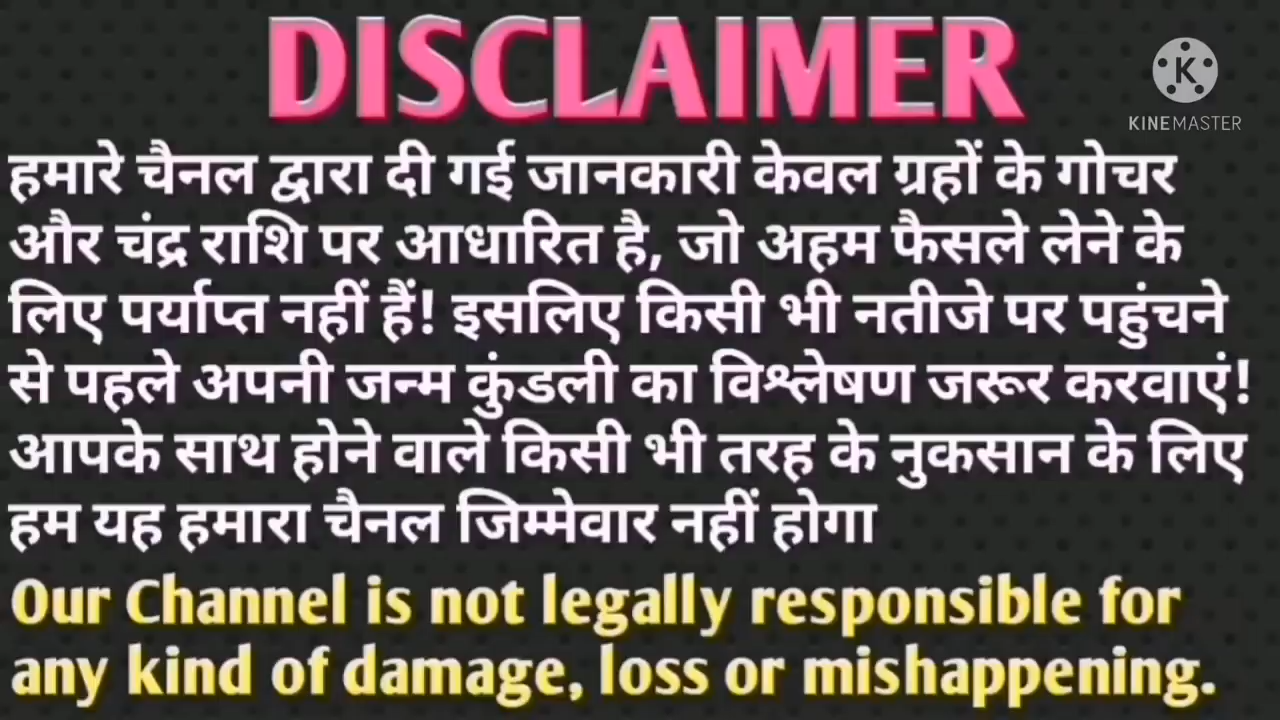 DISCLAIMER
K
KINEMASTER
हमारे चैनल द्वारा दी गई जानकारी केवल ग्रहों के गोचर
और चंद्र राशि पर आधारित है, जो अहम फैसले लेने के
लिए पर्याप्त नहीं हैं! इसलिए किसी भी नतीजे पर पहुंचने
से पहले अपनी जन्म कुंडली का विश्लेषण जरूर करवाएं!
आपके साथ होने वाले किसी भी तरह के नुकसान के लिए
हम यह हमारा चैनल जिम्मेवार नहीं होगा
Our Channel is not legally responsible for
any kind of damage, loss or mishappening.